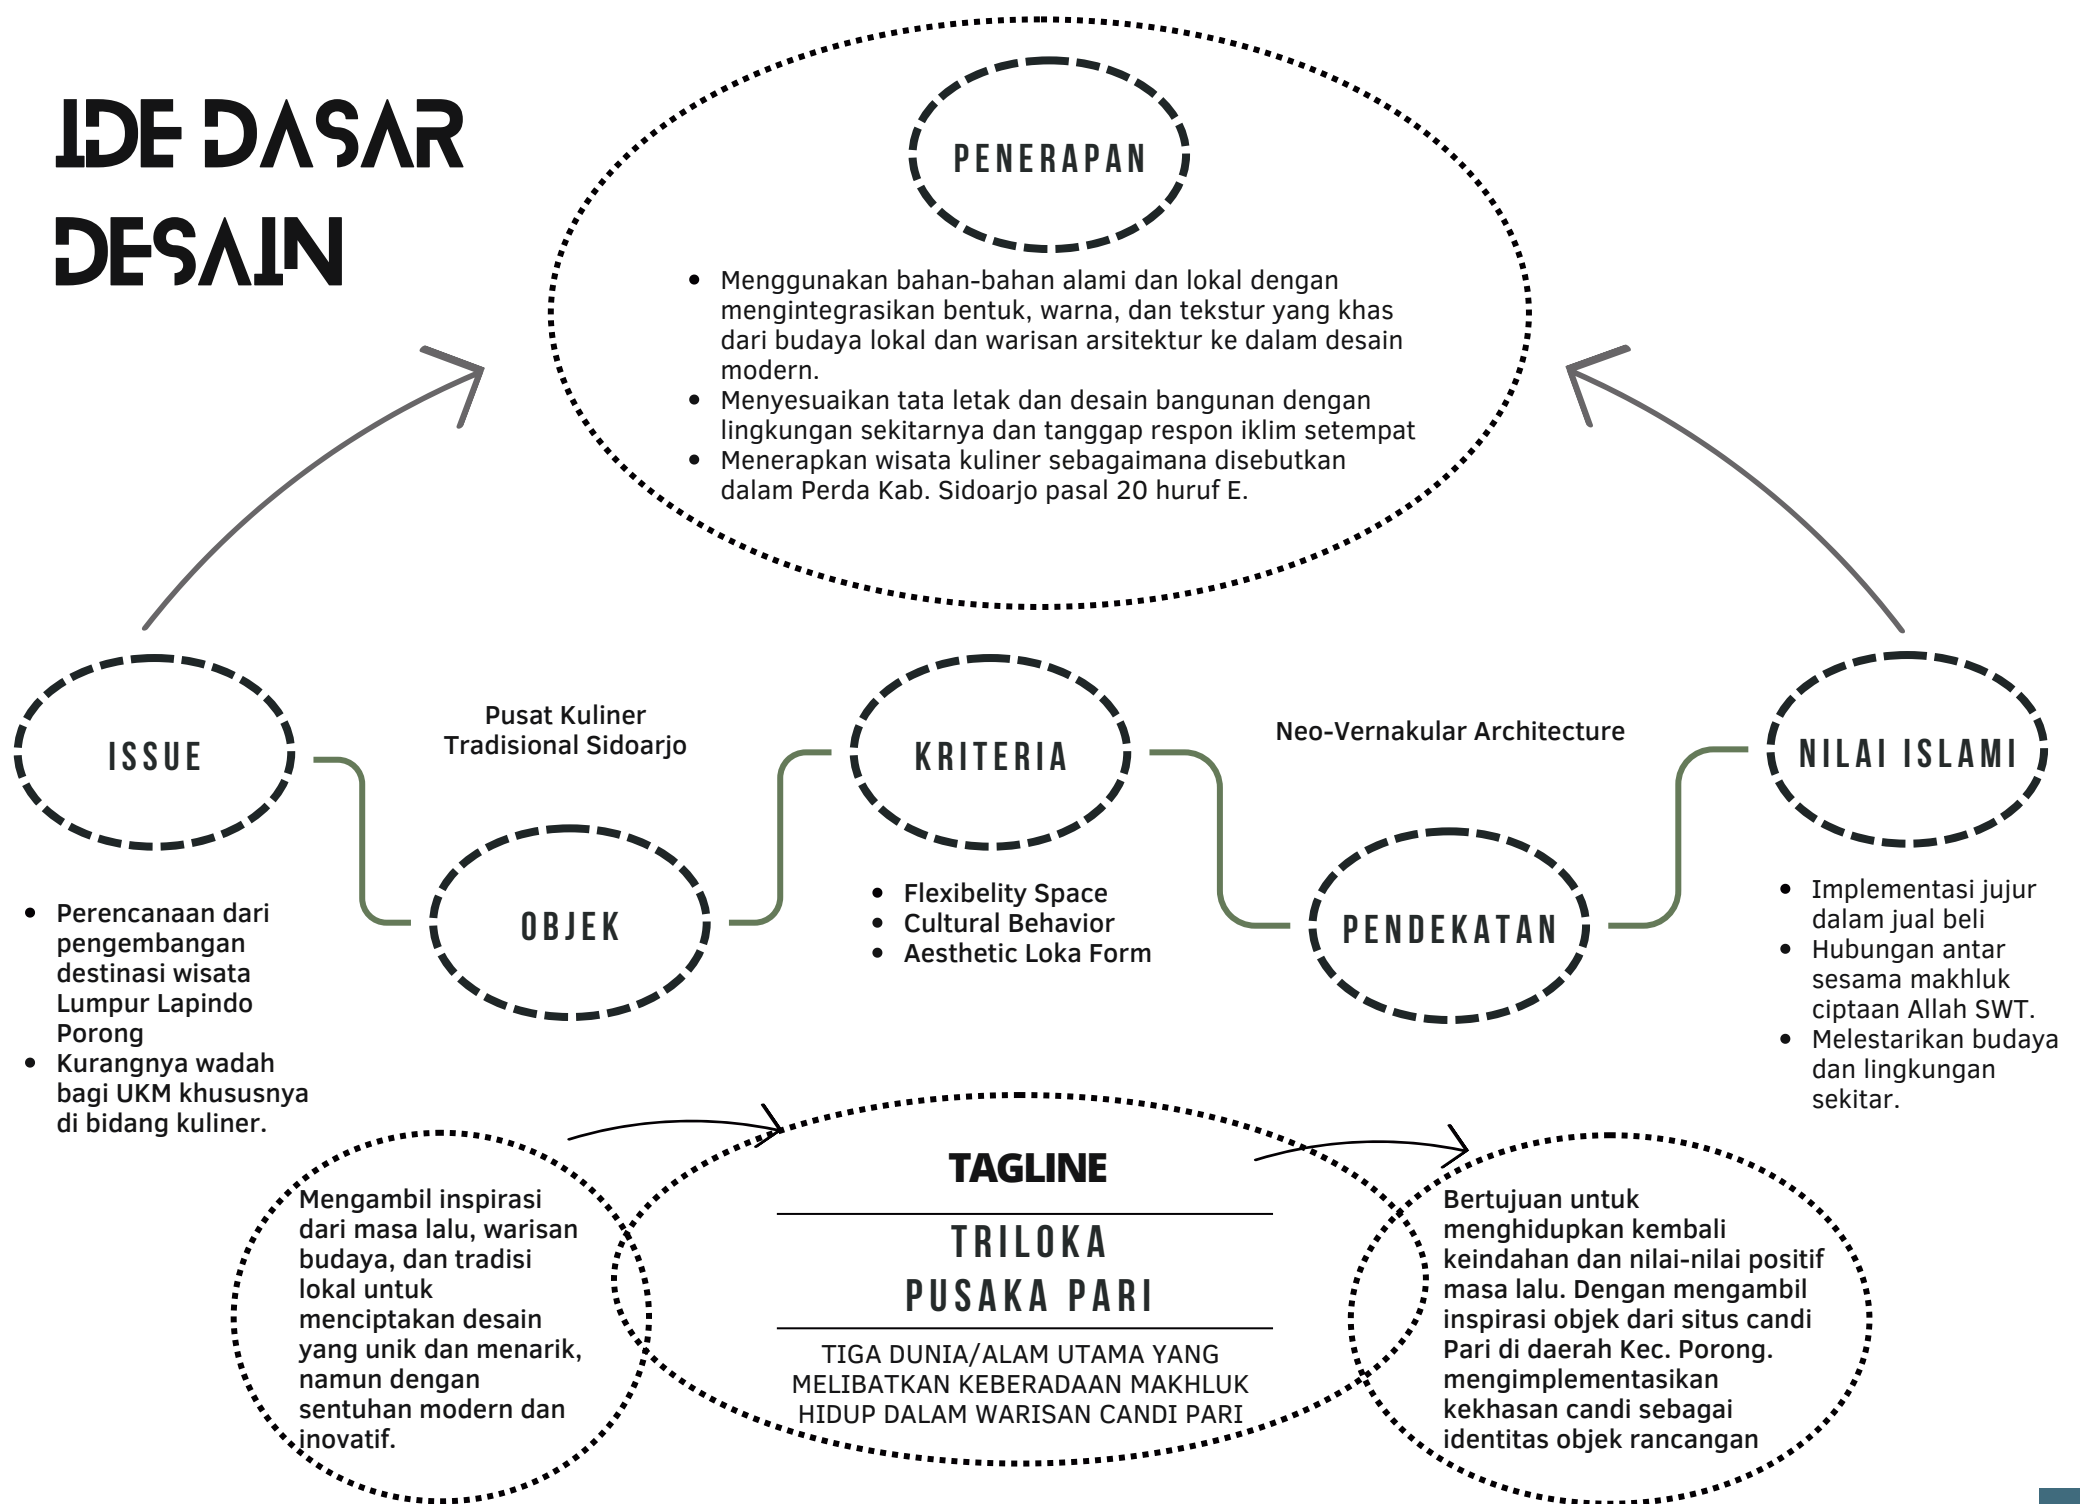 IDE DASAR
DESAIN
PENERAPAN
• Menggunakan bahan-bahan alami dan lokal dengan
mengintegrasikan bentuk, warna, dan tekstur yang khas
dari budaya lokal dan warisan arsitektur ke dalam desain
modern.
• Menyesuaikan tata letak dan desain bangunan dengan
lingkungan sekitarnya dan tanggap respon iklim setempat
• Menerapkan wisata kuliner sebagaimana disebutkan
dalam Perda Kab. Sidoarjo pasal 20 huruf E.
ISSUE
• Perencanaan dari
pengembangan
destinasi wisata
Lumpur Lapindo
Porong
• Kurangnya wadah
bagi UKM khususnya
di bidang kuliner.
Pusat Kuliner
Tradisional Sidoarjo
OBJEK
KRITERIA
• Flexibelity Space
• Cultural Behavior
• Aesthetic Loka Form
Neo-Vernakular Architecture
PENDEKATAN
NILAI ISLAMI
• Implementasi jujur
dalam jual beli
• Hubungan antar
sesama makhluk
ciptaan Allah SWT.
• Melestarikan budaya
dan lingkungan
sekitar.
Mengambil inspirasi
dari masa lalu, warisan
budaya, dan tradisi
lokal untuk
menciptakan desain
yang unik dan menarik,
namun dengan
sentuhan modern dan
inovatif.
TAGLINE
TRILOKA
PUSAKA PARI
TIGA DUNIA/ALAM UTAMA YANG
MELIBATKAN KEBERADAAN MAKHLUK
HIDUP DALAM WARISAN CANDI PARI
Bertujuan untuk
menghidupkan kembali
keindahan dan nilai-nilai positif
masa lalu. Dengan mengambil
inspirasi objek dari situs candi
Pari di daerah Kec. Porong.
mengimplementasikan
kekhasan candi sebagai
identitas objek rancangan